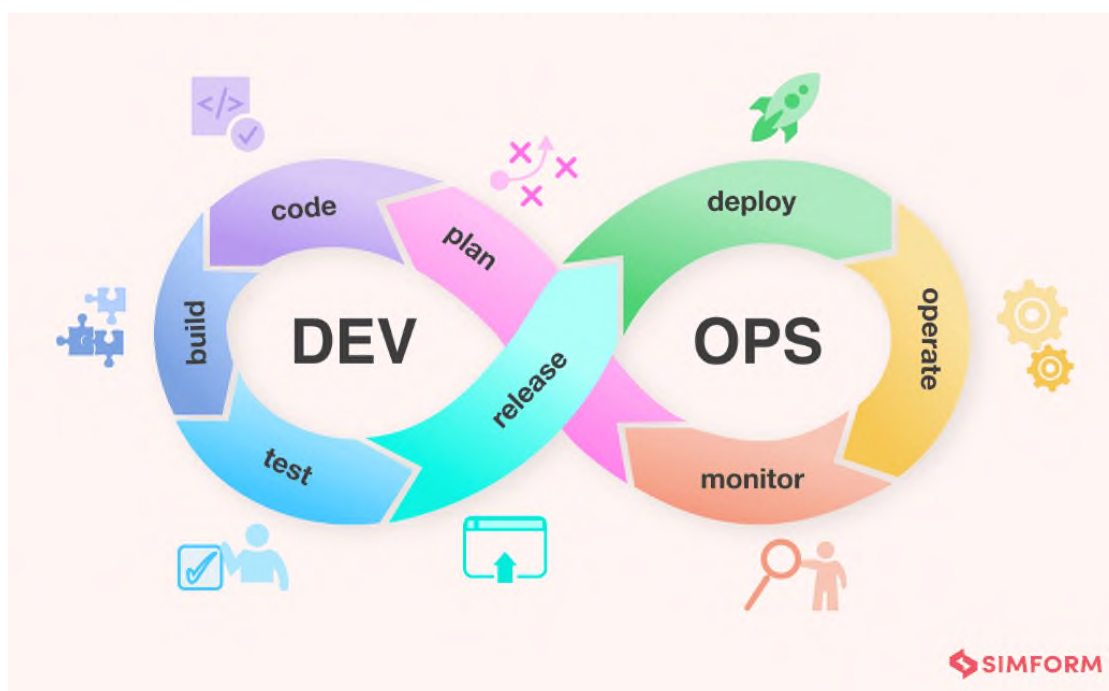 </>
code
plan
deploy
build
DEV
OPS
operate
release
test
monitor
SIMFORM